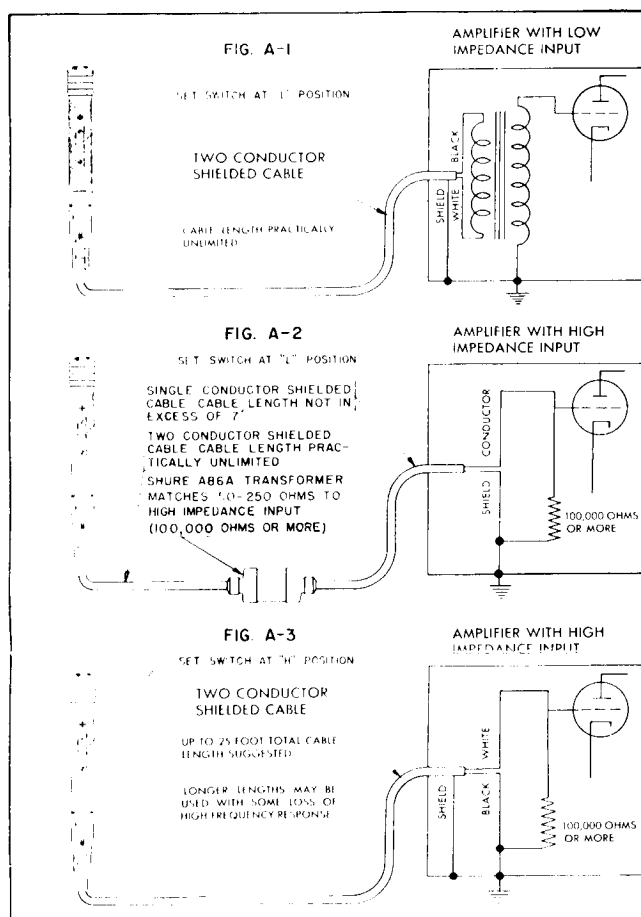 FIG. A-1
SET SWITCH AT "L" POSITION
TWO CONDUCTOR
SHIELDED CABLE
CABLE LENGTH PRACTICALLY
UNLIMITED
AMPLIFIER WITH LOW
IMPEDANCE INPUT
BLACK
WHITE
SHIELD
FIG. A-2
SET SWITCH AT "L" POSITION
SINGLE CONDUCTOR SHIELDED
CABLE CABLE LENGTH NOT IN
EXCESS OF 7'
TWO CONDUCTOR SHIELDED
CABLE CABLE LENGTH PRAC-
TICALLY UNLIMITED
SHURE A86A TRANSFORMER
MATCHES 50-250 OHMS TO
HIGH IMPEDANCE INPUT
(100,000 OHMS OR MORE)
AMPLIFIER WITH HIGH
IMPEDANCE INPUT
CONDUCTOR
SHIELD
100,000 OHMS
OR MORE
FIG. A-3
SET SWITCH AT "H" POSITION
TWO CONDUCTOR
SHIELDED CABLE
UP TO 25 FOOT TOTAL CABLE
LENGTH SUGGESTED
LONGER LENGTHS MAY BE
USED WITH SOME LOSS OF
HIGH FREQUENCY RESPONSE
AMPLIFIER WITH HIGH
IMPEDANCE INPUT
WHITE
BLACK
SHIELD
100,000 OHMS
OR MORE